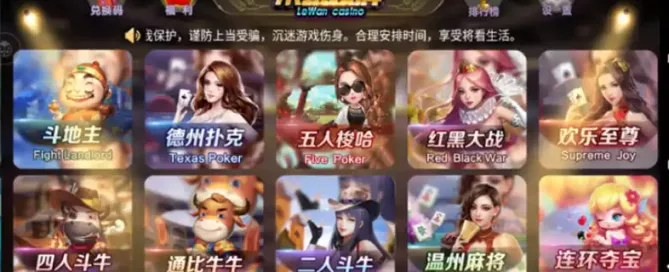 兑换码 福利
LeWan casino
排行榜 设置
我保护，谨防上当受骗，沉迷游戏伤身。合理安排时间，享受将看生活。
斗地主 德州扑克 五人梭哈 红黑大战 欢乐至尊
Fight Landlord Texas Poker Five Poker Red Black War Supreme Joy
四人斗牛 通比牛牛 二人斗牛 温州麻将 连环夺宝